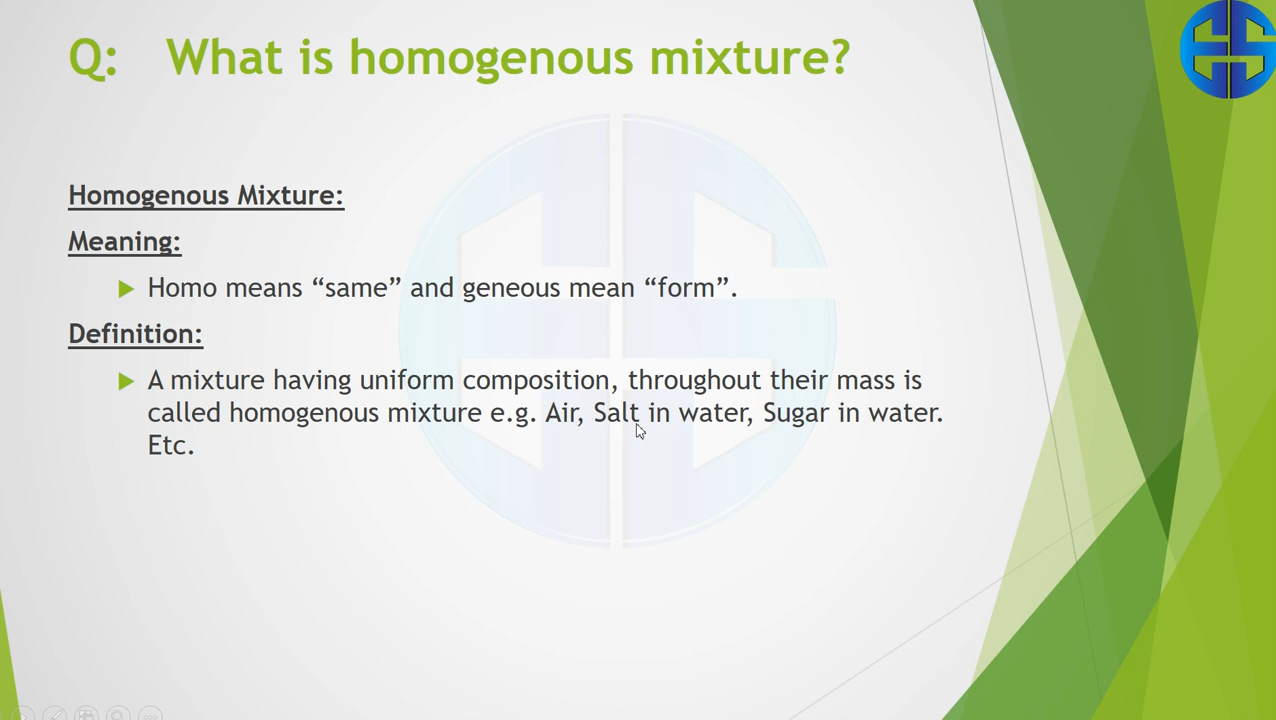 Q: What is homogenous mixture?
Homogenous Mixture:
Meaning:
Homo means “same” and geneous mean “form”.
Definition:
A mixture having uniform composition, throughout their mass is
called homogenous mixture e.g. Air, Salt in water, Sugar in water.
Etc.